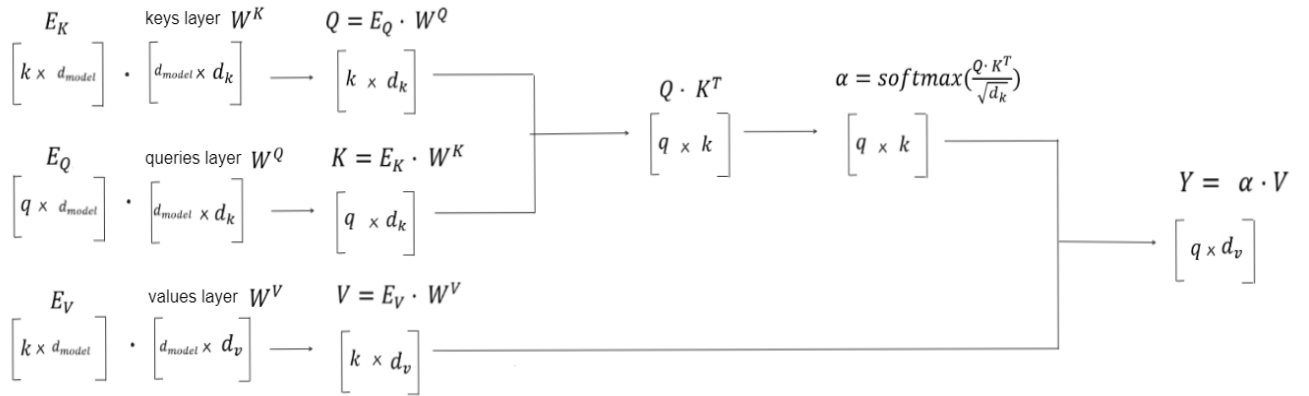 E_K keys layer W^K Q = E_Q · W^Q
[k × d_model] · [d_model × d_k] → [k × d_k]
Q · K^T α = softmax(Q · K^T / √d_k)
[q × k] → [q × k]
E_Q queries layer W^Q K = E_K · W^K
[q × d_model] · [d_model × d_k] → [q × d_k]
Y = α · V
[q × d_v]
E_V values layer W^V V = E_V · W^V
[k × d_model] · [d_model × d_v] → [k × d_v]